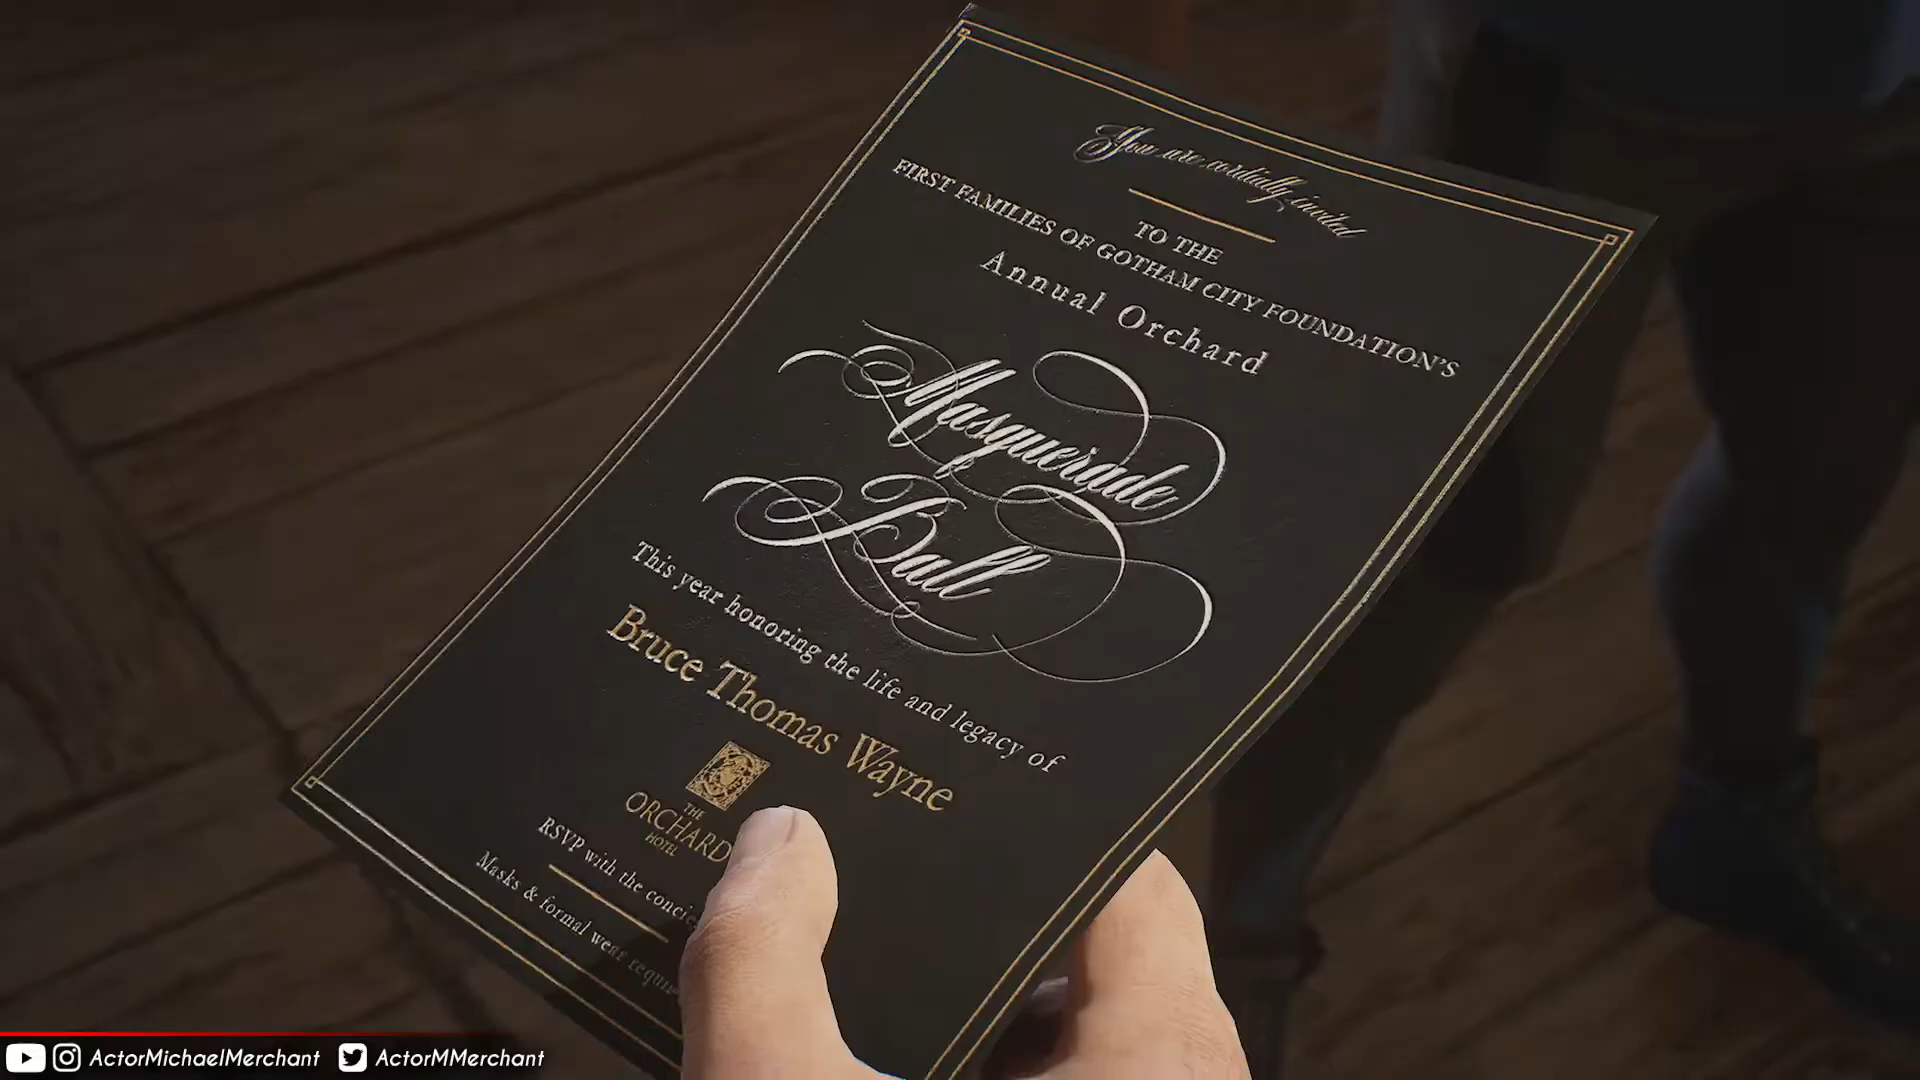 You are cordially invited
TO THE
FIRST FAMILIES OF GOTHAM CITY FOUNDATION'S
Annual Orchard
Masquerade
Ball
This year honoring the life and legacy of
Bruce Thomas Wayne
THE
ORCHARD
HOTEL
RSVP with the
Masks & formal wear
ActorMichaelMerchant ActorMMerchant